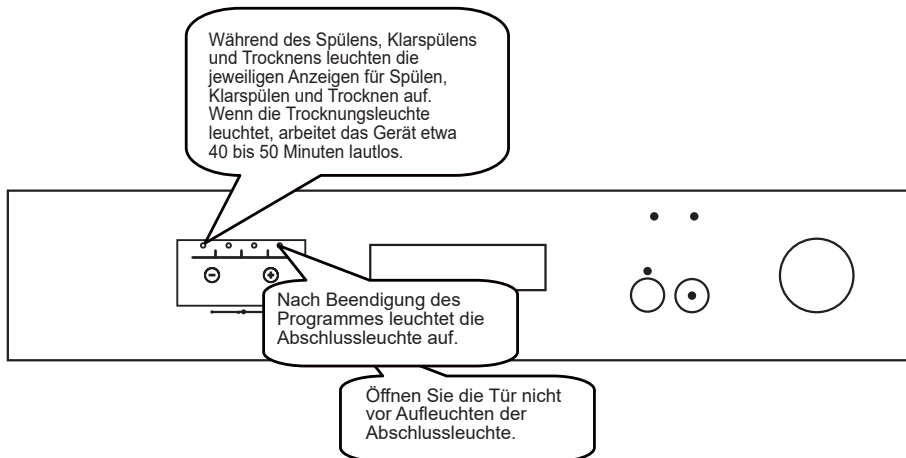 Während des Spülens, Klarspülens
und Trocknens leuchten die
jeweiligen Anzeigen für Spülen,
Klarspülen und Trocknen auf.
Wenn die Trocknungsleuchte
leuchtet, arbeitet das Gerät etwa
40 bis 50 Minuten lautlos.
Nach Beendigung des
Programmes leuchtet die
Abschlussleuchte auf.
Öffnen Sie die Tür nicht
vor Aufleuchten der
Abschlussleuchte.